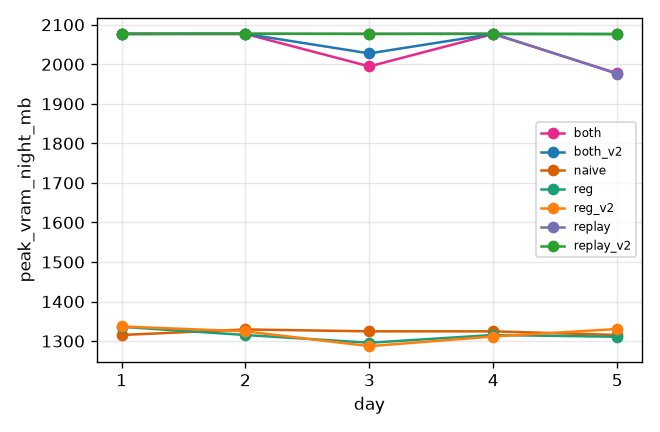 peak_vram_night_mb
2100
2000
1900
1800
1700
1600
1500
1400
1300
both
both_v2
naive
reg
reg_v2
replay
replay_v2
1 2 3 4 5
day